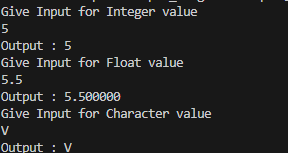 Give Input for Integer value
5
Output : 5
Give Input for Float value
5.5
Output : 5.500000
Give Input for Character value
V
Output : V